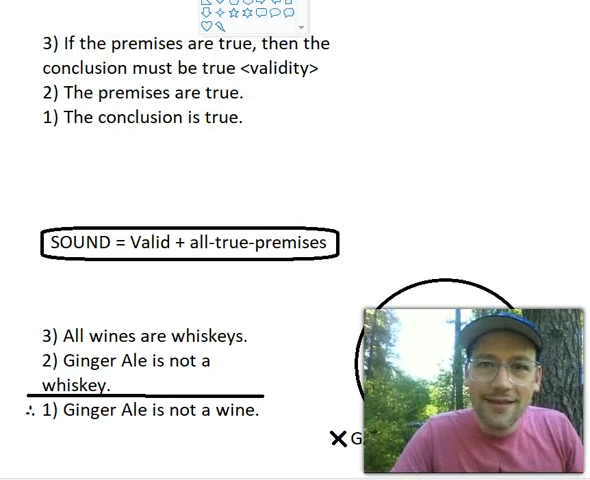 3) If the premises are true, then the
conclusion must be true <validity>
2) The premises are true.
1) The conclusion is true.
SOUND = Valid + all-true-premises
3) All wines are whiskeys.
2) Ginger Ale is not a
whiskey.
∴ 1) Ginger Ale is not a wine.
G